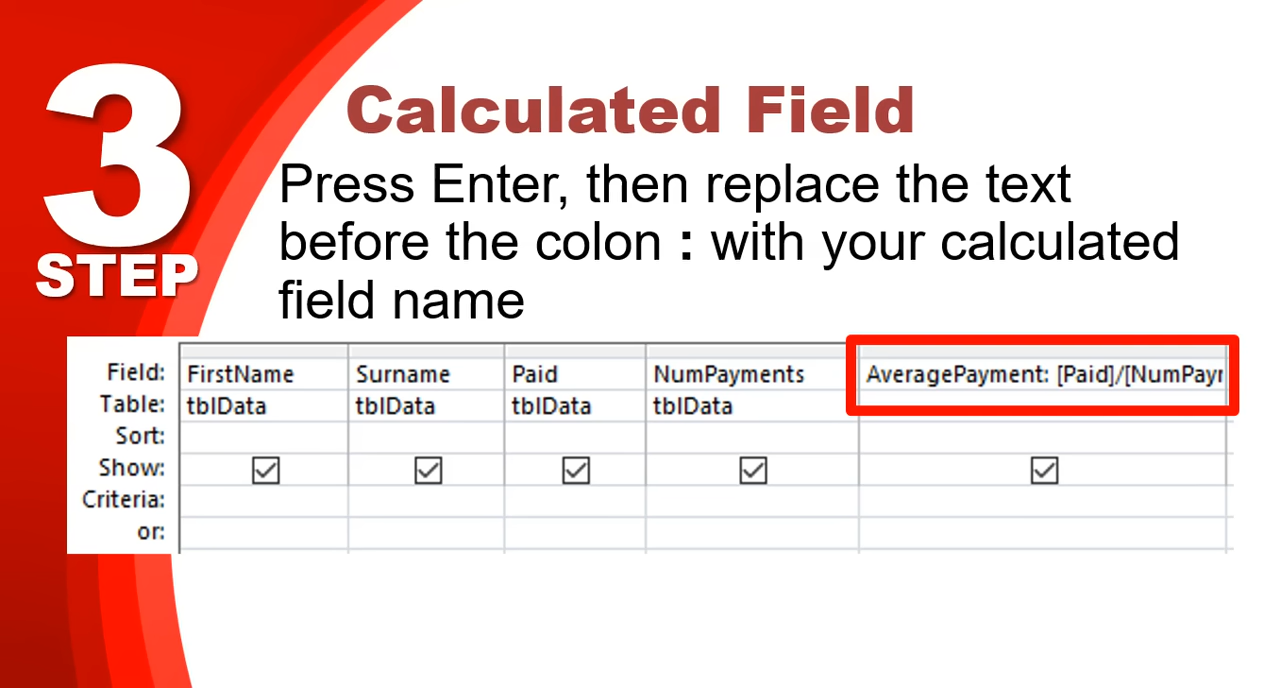 3
STEP
Calculated Field
Press Enter, then replace the text
before the colon : with your calculated
field name
Field: FirstName Surname Paid NumPayments AveragePayment: [Paid]/[NumPayr
Table: tblData tblData tblData tblData
Sort:
Show:
Criteria:
or: